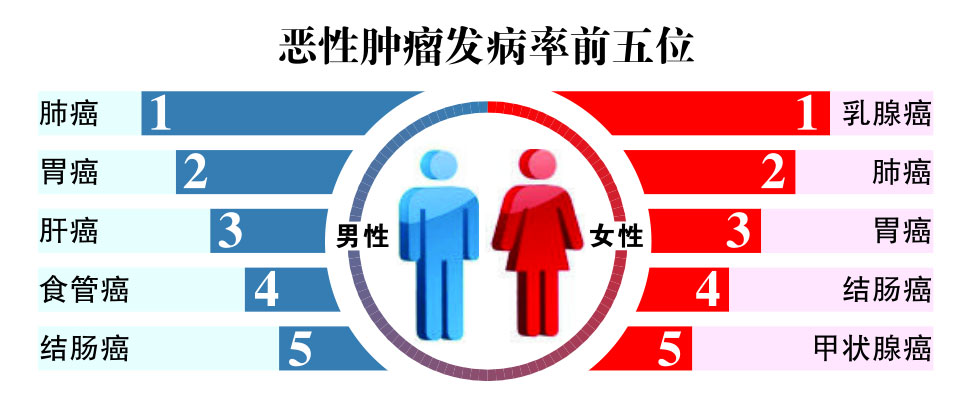 恶性肿瘤发病率前五位
肺癌 1 1 乳腺癌
胃癌 2 2 肺癌
肝癌 3 3 胃癌
男性 女性
食管癌 4 4 结肠癌
结肠癌 5 5 甲状腺癌